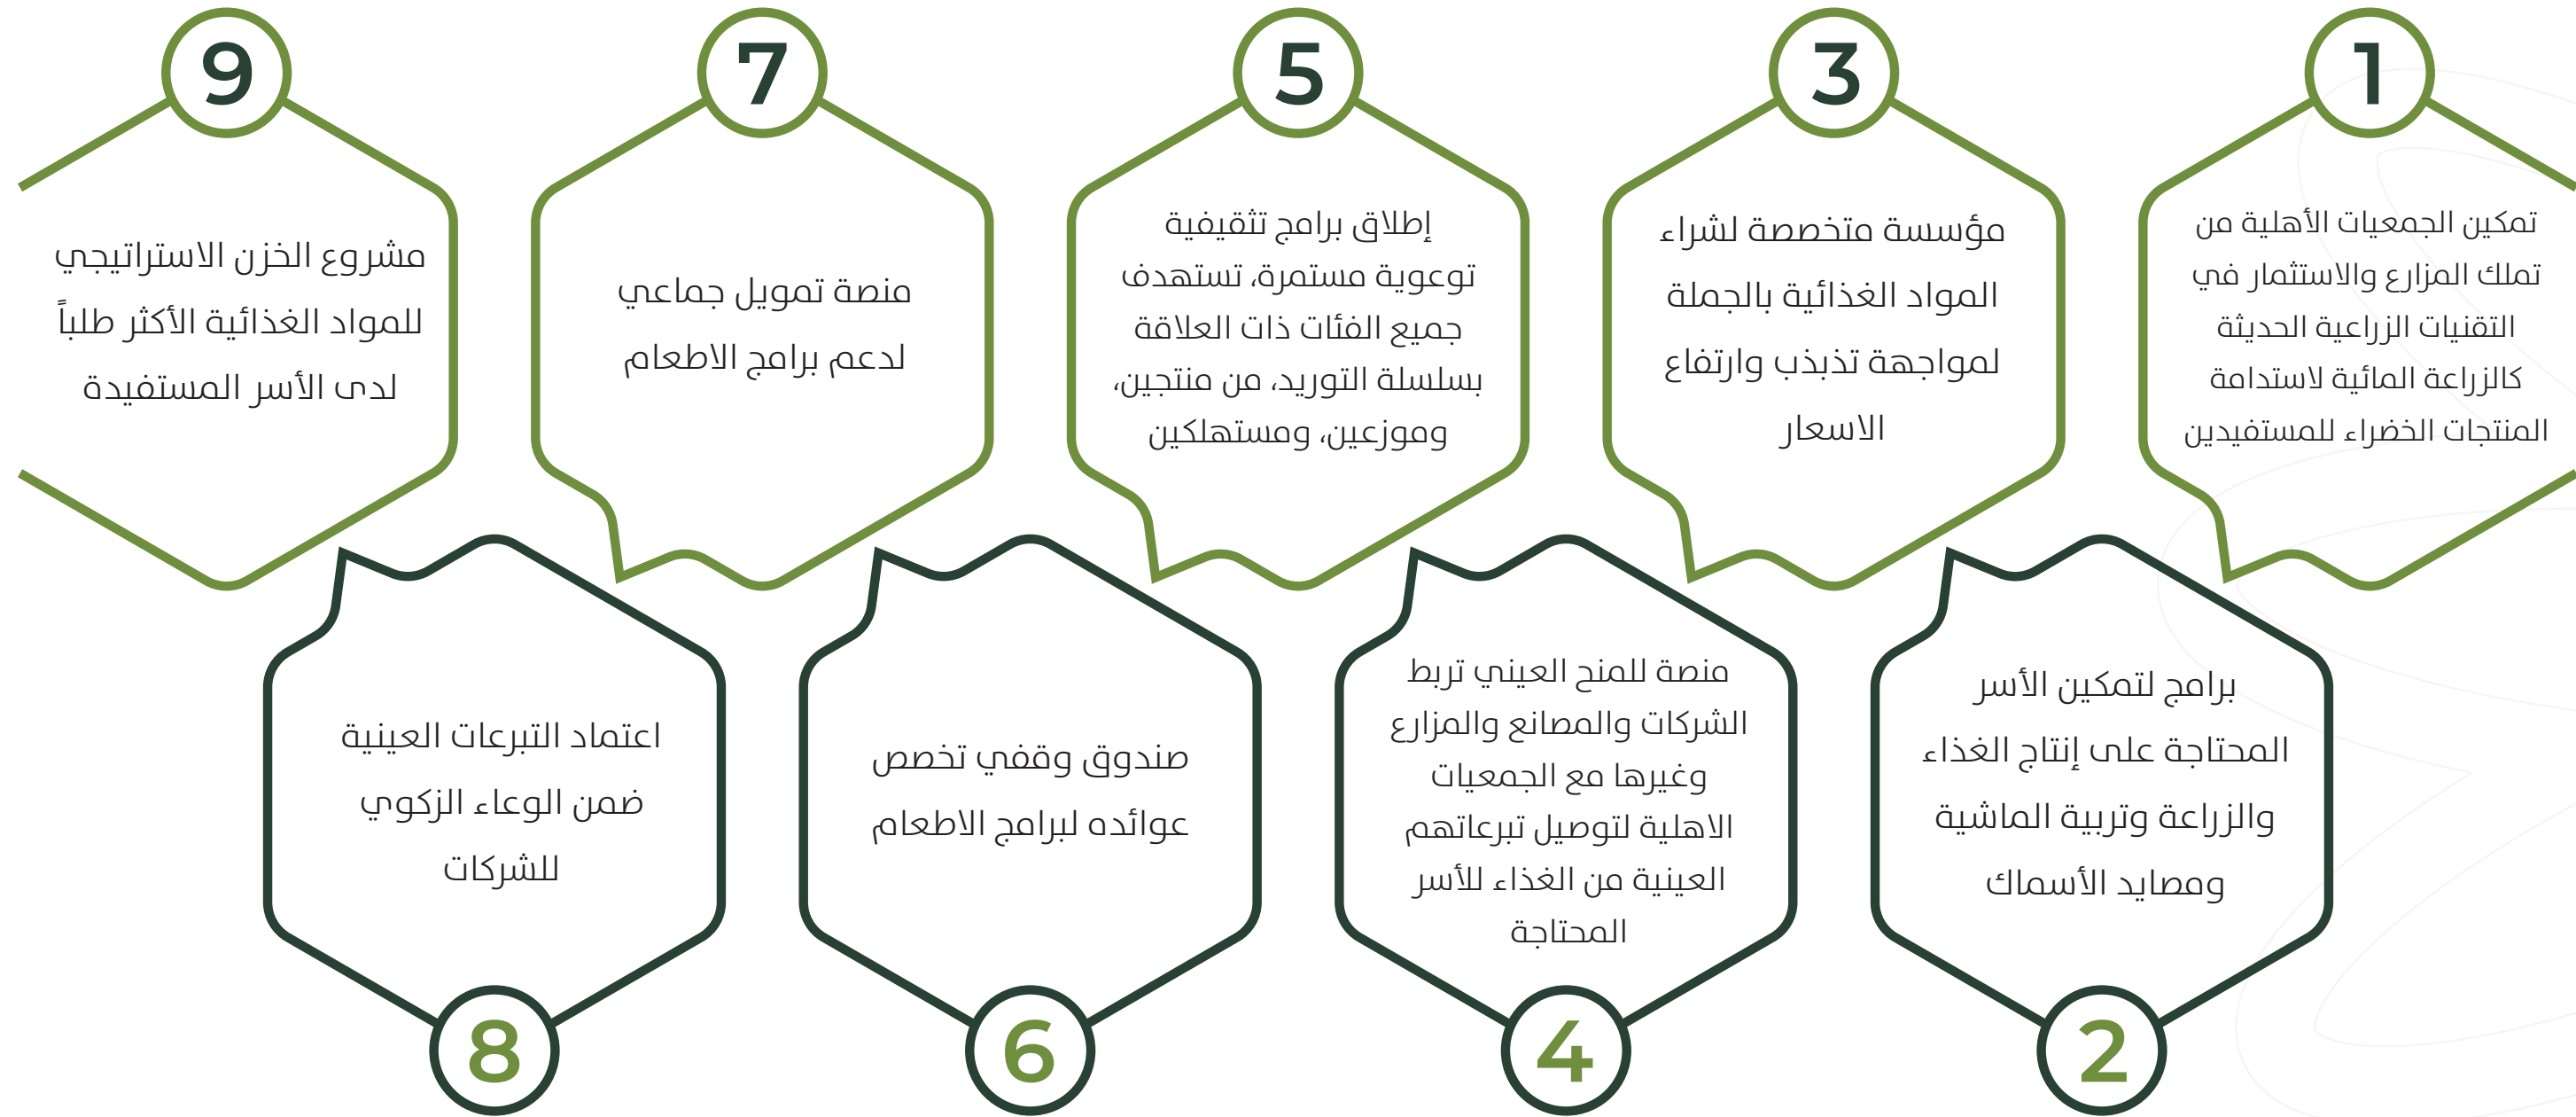 1
تمكين الجمعيات الأهلية من
تملك المزارع والاستثمار في
التقنيات الزراعية الحديثة
كالزراعة المائية لاستدامة
المنتجات الخضراء للمستفيدين
2
برامج لتمكين الأسر
المحتاجة على إنتاج الغذاء
والزراعة وتربية الماشية
ومصايد الأسماك
3
مؤسسة متخصصة لشراء
المواد الغذائية بالجملة
لمواجهة تذبذب وارتفاع
الاسعار
4
منصة للمنح العيني تربط
الشركات والمصانع والمزارع
وغيرها مع الجمعيات
الاهلية لتوصيل تبرعاتهم
العينية من الغذاء للأسر
المحتاجة
5
إطلاق برامج تثقيفية
توعوية مستمرة، تستهدف
جميع الفئات ذات العلاقة
بسلسلة التوريد، من منتجين،
وموزعين، ومستهلكين
6
صندوق وقفي تخصص
عوائده لبرامج الاطعام
7
منصة تمويل جماعي
لدعم برامج الاطعام
8
اعتماد التبرعات العينية
ضمن الوعاء الزكوي
للشركات
9
مشروع الخزن الاستراتيجي
للمواد الغذائية الأكثر طلباً
لدى الأسر المستفيدة